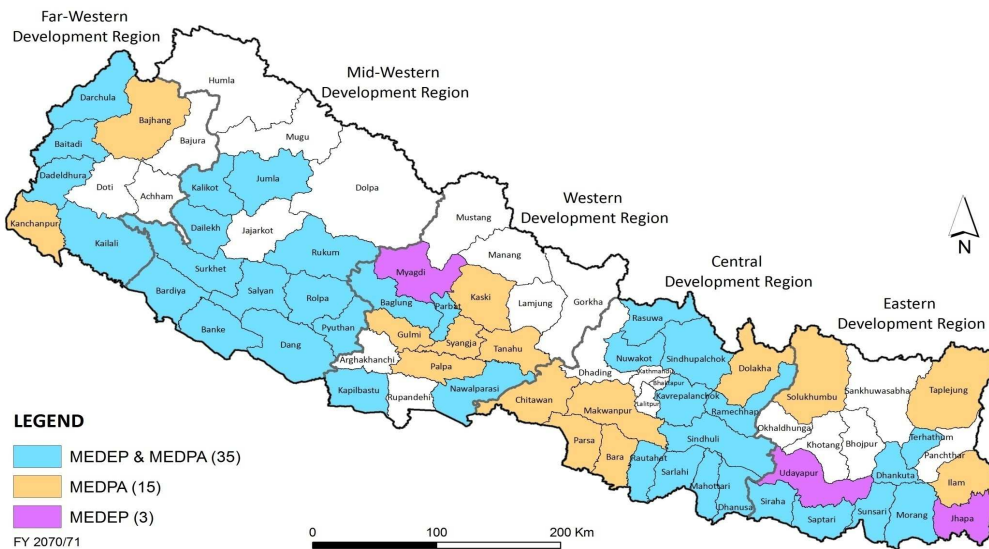 Far-Western
Development Region
Mid-Western
Development Region
Western
Development Region
Central
Development Region
Eastern
Development Region
Humla
Darchula
Bajhang
Mugu
Baitadi
Bajura
Dadeldhura
Doti
Achham
Kalikot
Jumla
Dolpa
Kanchanpur
Kailali
Dailekh
Jajarkot
Mustang
Rukum
Manang
Surkhet
Myagdi
Bardiya
Salyan
Rolpa
Baglung
Parbat
Kaski
Lamjung
Gorkha
Banke
Pyuthan
Dang
Gulmi
Syangja
Tanahu
Arghakhanchi
Palpa
Kapilbastu
Rupandehi
Nawalparasi
Rasuwa
Nuwakot
Sindhupalchok
Dhading
Kathmandu
Bhaktapur
Lalitpur
Kavrepalanchok
Dolakha
Ramechhap
Chitawan
Makwanpur
Sindhuli
Parsa
Bara
Rautahat
Sarlahi
Mahottari
Dhanusa
Solukhumbu
Sankhuwasabha
Taplejung
Okhaldhunga
Khotang
Bhojpur
Terhathum
Panchthar
Udayapur
Dhankuta
Ilam
Siraha
Saptari
Sunsari
Morang
Jhapa
N
LEGEND
MEDEP & MEDPA (35)
MEDPA (15)
MEDEP (3)
FY 2070/71
0 100 200 Km